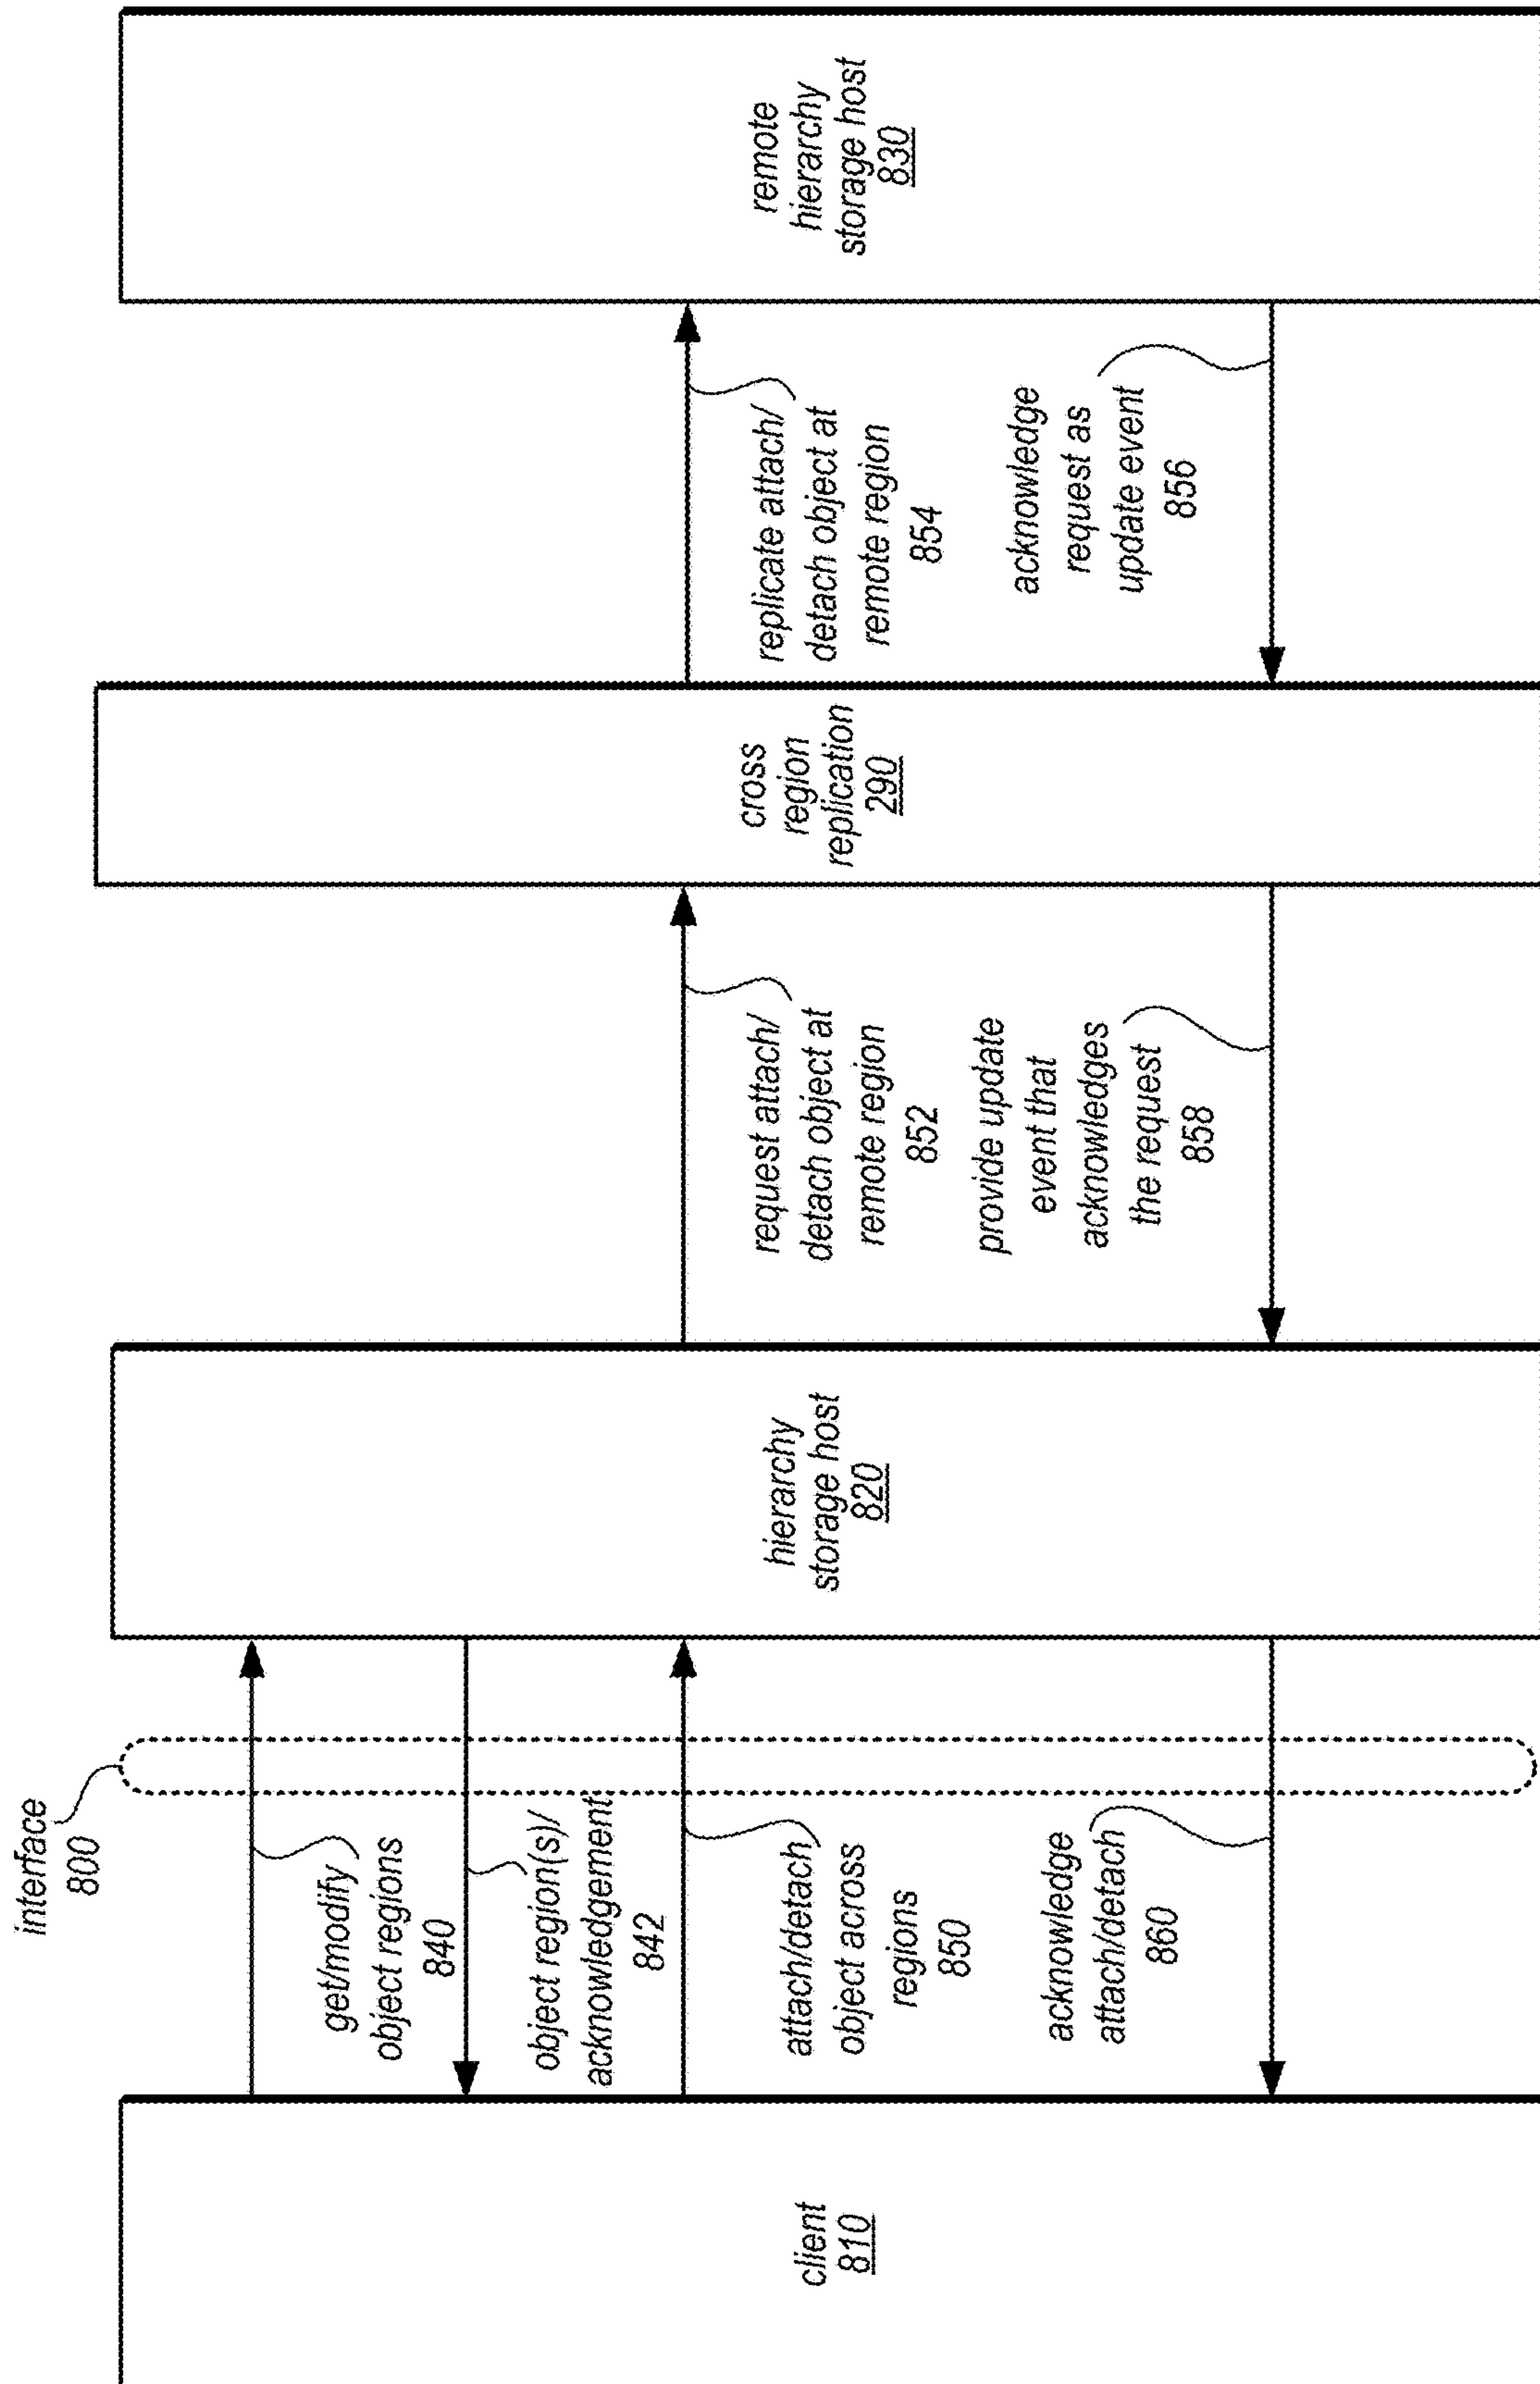 interface
800
client
810
get/modify
object regions
840
object region(s)/
acknowledgement
842
attach/detach
object across
regions
850
acknowledge
attach/detach
860
hierarchy
storage host
820
request attach/
detach object at
remote region
852
provide update
event that
acknowledges
the request
858
cross
region
replication
290
replicate attach/
detach object at
remote region
854
acknowledge
request as
update event
856
remote
hierarchy
storage host
830